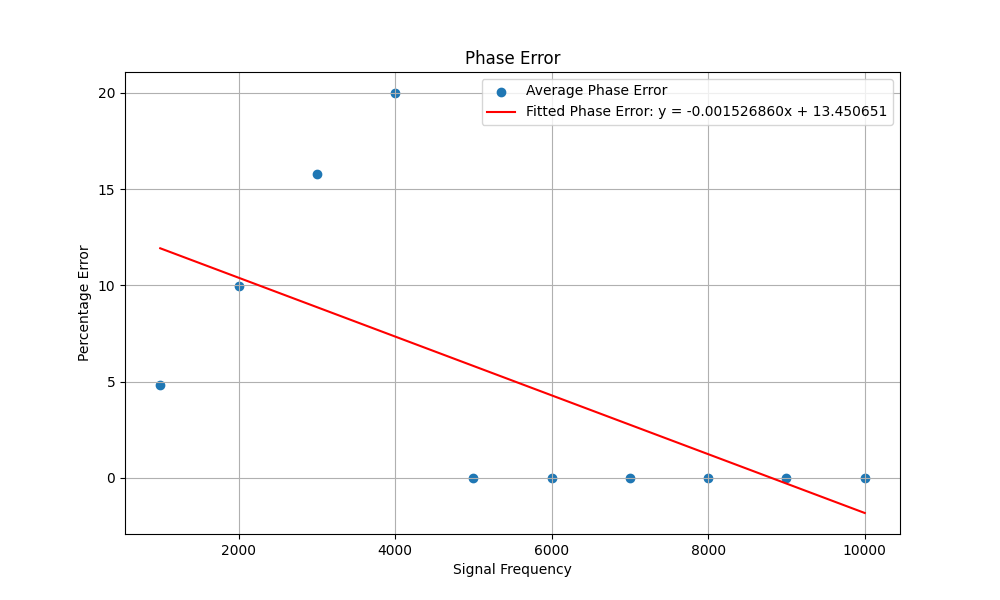 Phase Error
Average Phase Error
Fitted Phase Error: y = -0.001526860x + 13.450651
Percentage Error
20
15
10
5
0
2000 4000 6000 8000 10000
Signal Frequency